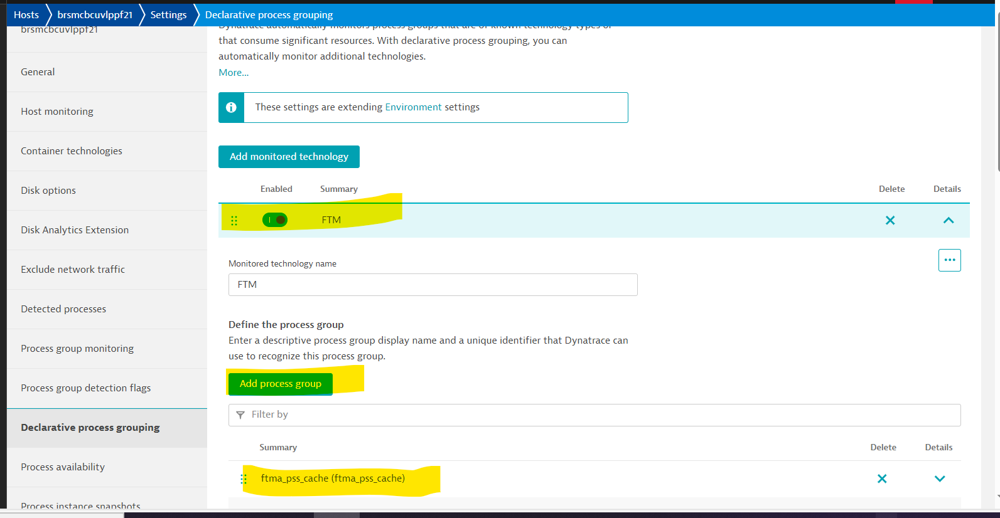 Hosts
brsmcbcuvlppf21
Settings
Declarative process grouping
brsmcbcuvlppf21
General
Host monitoring
Container technologies
Disk options
Disk Analytics Extension
Exclude network traffic
Detected processes
Process group monitoring
Process group detection flags
Declarative process grouping
Process availability
Process instance snapshots
Dynatrace automatically monitors process groups that are of known technology types or
that consume significant resources. With declarative process grouping, you can
automatically monitor additional technologies.
More...
These settings are extending Environment settings
Add monitored technology
Enabled Summary Delete Details
FTM
Monitored technology name
FTM
Define the process group
Enter a descriptive process group display name and a unique identifier that Dynatrace can
use to recognize this process group.
Add process group
Filter by
Summary Delete Details
ftma_pss_cache (ftma_pss_cache)